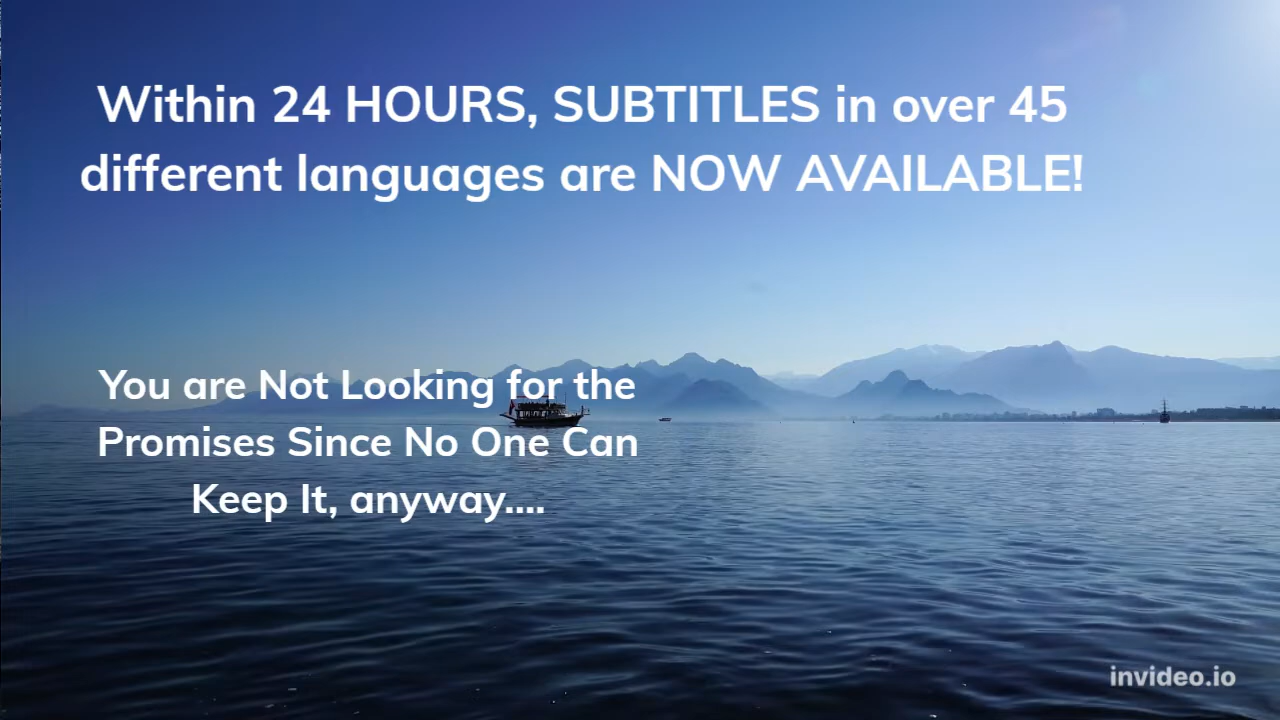 Within 24 HOURS, SUBTITLES in over 45
different languages are NOW AVAILABLE!
You are Not Looking for the
Promises Since No One Can
Keep It, anyway....
invideo.io